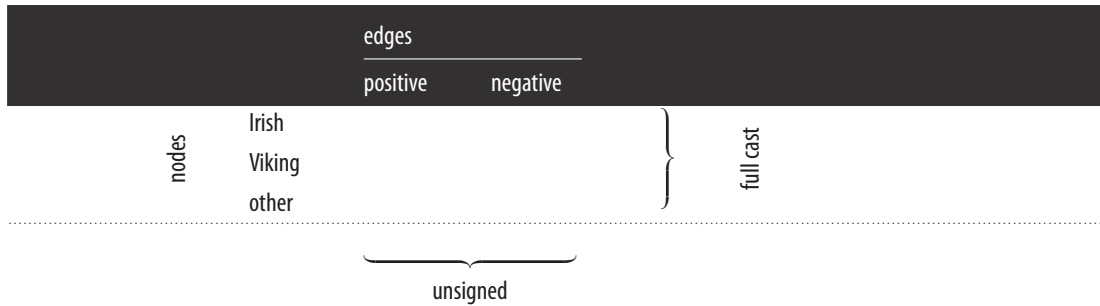 edges
positive negative
nodes
Irish
Viking
other
full cast
unsigned